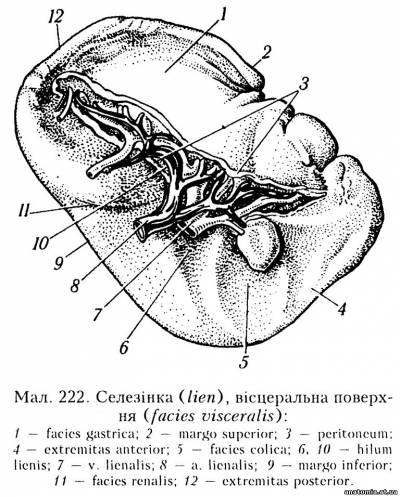 12
1
2
3
11
10
9
8
7
6
5
4
Мал. 222. Селезінка (lien), вісцеральна поверх-
ня (facies visceralis):
1 — facies gastrica; 2 — margo superior; 3 — peritoneum;
4 — extremitas anterior; 5 — facies colica; 6, 10 — hilum
lienis; 7 — v. lienalis; 8 — a. lienalis; 9 — margo inferior;
11 — facies renalis; 12 — extremitas posterior.
anatomia.at.ua